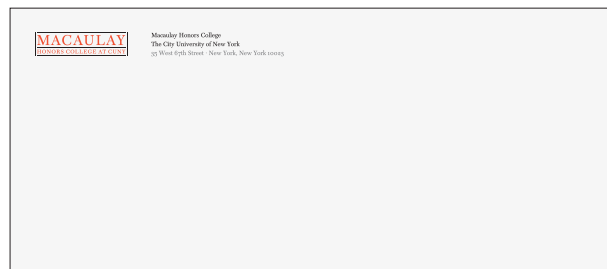 MACAULAY
HONORS COLLEGE AT CUNY
Macaulay Honors College
The City University of New York
35 West 67th Street · New York, New York 10023